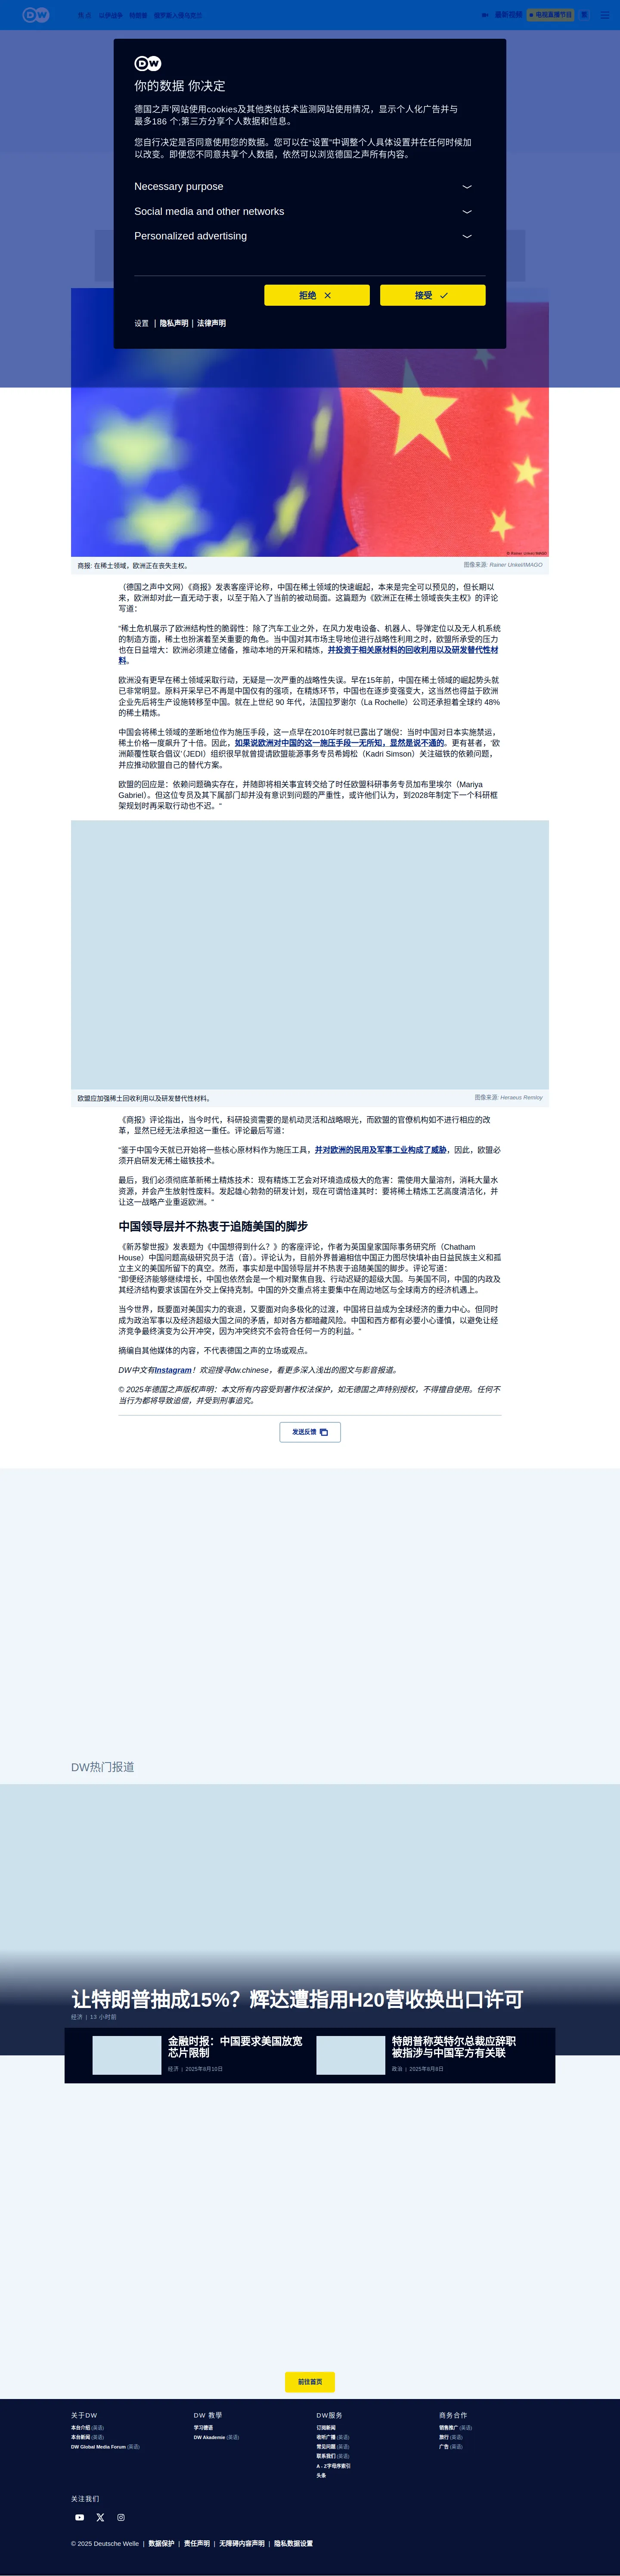 DW
焦点 以伊战争 特朗普 俄罗斯入侵乌克兰
最新视频 电视直播节目
DW
你的数据 你决定
德国之声'网站使用cookies及其他类似技术监测网站使用情况，显示个人化广告并与
最多186 个;第三方分享个人数据和信息。
您自行决定是否同意使用您的数据。您可以在“设置”中调整个人具体设置并在任何时候加
以改变。即便您不同意共享个人数据，依然可以浏览德国之声所有内容。
Necessary purpose
Social media and other networks
Personalized advertising
拒绝 接受
设置 | 隐私声明 | 法律声明
© Rainer Unkel/IMAGO
商报: 在稀土领域，欧洲正在丧失主权。 图像来源: Rainer Unkel/IMAGO
（德国之声中文网）《商报》发表客座评论称，中国在稀土领域的快速崛起，本来是完全可以预见的，但长期以
来，欧洲却对此一直无动于衷，以至于陷入了当前的被动局面。这篇题为《欧洲正在稀土领域丧失主权》的评论
写道：
“稀土危机展示了欧洲结构性的脆弱性：除了汽车工业之外，在风力发电设备、机器人、导弹定位以及无人机系统
的制造方面，稀土也扮演着至关重要的角色。当中国对其市场主导地位进行战略性利用之时，欧盟所承受的压力
也在日益增大：欧洲必须建立储备，推动本地的开采和精炼，并投资于相关原材料的回收利用以及研发替代性材
料。
欧洲没有更早在稀土领域采取行动，无疑是一次严重的战略性失误。早在15年前，中国在稀土领域的崛起势头就
已非常明显。原料开采早已不再是中国仅有的强项，在精炼环节，中国也在逐步变强变大，这当然也得益于欧洲
企业先后将生产设施转移至中国。就在上世纪 90 年代，法国拉罗谢尔（La Rochelle）公司还承担着全球约 48%
的稀土精炼。
中国会将稀土领域的垄断地位作为施压手段，这一点早在2010年时就已露出了端倪：当时中国对日本实施禁运，
稀土价格一度飙升了十倍。因此，如果说欧洲对中国的这一施压手段一无所知，显然是说不通的。更有甚者，'欧
洲颠覆性联合倡议'（JEDI）组织很早就曾提请欧盟能源事务专员希姆松（Kadri Simson）关注磁铁的依赖问题，
并应推动欧盟自己的替代方案。
欧盟的回应是：依赖问题确实存在，并随即将相关事宜转交给了时任欧盟科研事务专员加布里埃尔（Mariya
Gabriel）。但这位专员及其下属部门却并没有意识到问题的严重性，或许他们认为，到2028年制定下一个科研框
架规划时再采取行动也不迟。“
欧盟应加强稀土回收利用以及研发替代性材料。 图像来源: Heraeus Remloy
《商报》评论指出，当今时代，科研投资需要的是机动灵活和战略眼光，而欧盟的官僚机构如不进行相应的改
革，显然已经无法承担这一重任。评论最后写道：
“鉴于中国今天就已开始将一些核心原材料作为施压工具，并对欧洲的民用及军事工业构成了威胁，因此，欧盟必
须开启研发无稀土磁铁技术。
最后，我们必须彻底革新稀土精炼技术：现有精炼工艺会对环境造成极大的危害：需使用大量溶剂，消耗大量水
资源，并会产生放射性废料。发起雄心勃勃的研发计划，现在可谓恰逢其时：要将稀土精炼工艺高度清洁化，并
让这一战略产业重返欧洲。“
中国领导层并不热衷于追随美国的脚步
《新苏黎世报》发表题为《中国想得到什么？》的客座评论，作者为英国皇家国际事务研究所（Chatham
House）中国问题高级研究员于洁（音）。评论认为，目前外界普遍相信中国正力图尽快填补由日益民族主义和孤
立主义的美国所留下的真空。然而，事实却是中国领导层并不热衷于追随美国的脚步。评论写道：
“即便经济能够继续增长，中国也依然会是一个相对聚焦自我、行动迟疑的超级大国。与美国不同，中国的内政及
其经济结构要求该国在外交上保持克制。中国的外交重点将主要集中在周边地区与全球南方的经济机遇上。
当今世界，既要面对美国实力的衰退，又要面对向多极化的过渡，中国将日益成为全球经济的重力中心。但同时
成为政治军事以及经济超级大国之间的矛盾，却对各方都暗藏风险。中国和西方都有必要小心谨慎，以避免让经
济竞争最终演变为公开冲突，因为冲突终究不会符合任何一方的利益。“
摘编自其他媒体的内容，不代表德国之声的立场或观点。
DW中文有Instagram！欢迎搜寻dw.chinese，看更多深入浅出的图文与影音报道。
© 2025年德国之声版权声明：本文所有内容受到著作权法保护，如无德国之声特别授权，不得擅自使用。任何不
当行为都将导致追偿，并受到刑事追究。
发送反馈
DW热门报道
让特朗普抽成15%？辉达遭指用H20营收换出口许可
经济 | 13 小时前
金融时报：中国要求美国放宽
芯片限制
经济 | 2025年8月10日
特朗普称英特尔总裁应辞职
被指涉与中国军方有关联
政治 | 2025年8月8日
前往首页
关于DW
本台介绍 (英语)
本台新闻 (英语)
DW Global Media Forum (英语)
DW 教學
学习德语
DW Akademie (英语)
DW服务
订阅新闻
收听广播 (英语)
常见问题 (英语)
联系我们 (英语)
A - Z字母序索引
头条
商务合作
销售推广 (英语)
旅行 (英语)
广告 (英语)
关注我们
© 2025 Deutsche Welle | 数据保护 | 责任声明 | 无障碍内容声明 | 隐私数据设置